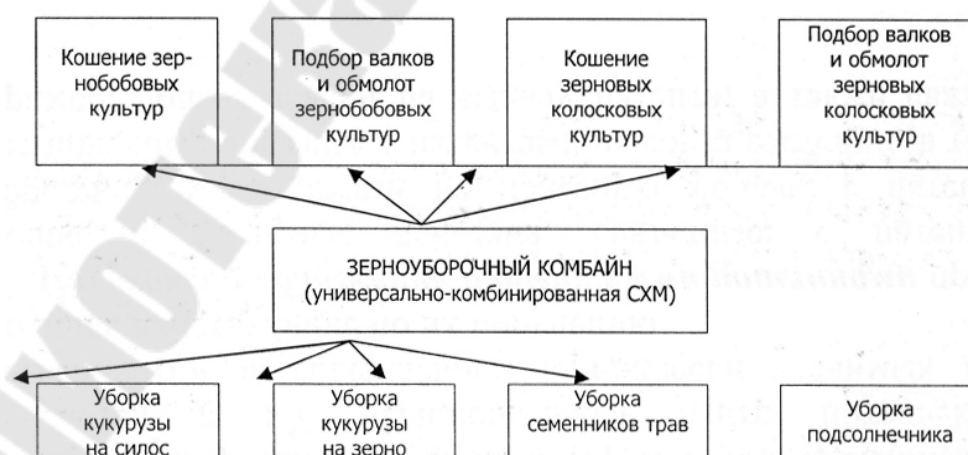 Кошение зер-
нобобовых
культур
Подбор валков
и обмолот
зернобобовых
культур
Кошение
зерновых
колосковых
культур
Подбор валков
и обмолот
зерновых
колосковых
культур
ЗЕРНОУБОРОЧНЫЙ КОМБАЙН
(универсально-комбинированная СХМ)
Уборка
кукурузы
на силос
Уборка
кукурузы
на зерно
Уборка
семенников трав
Уборка
подсолнечника